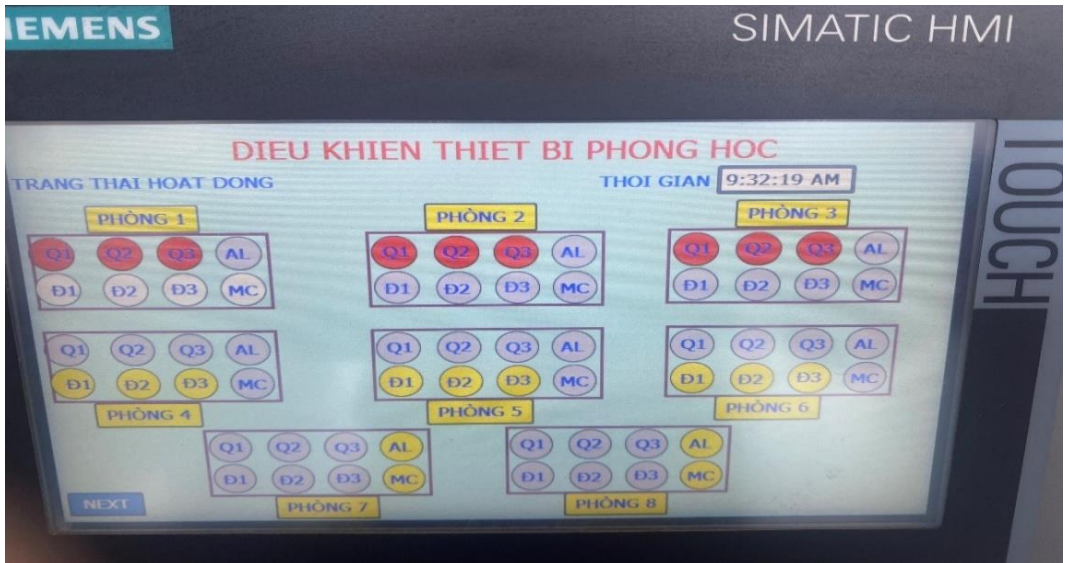 IEMENS
SIMATIC HMI
TOUCH
DIEU KHIEN THIET BI PHONG HOC
TRANG THAI HOAT DONG
THOI GIAN 9:32:19 AM
PHÒNG 1 PHÒNG 2 PHÒNG 3
Q1 Q2 Q3 AL Q1 Q2 Q3 AL Q1 Q2 Q3 AL
Đ1 Đ2 Đ3 MC Đ1 Đ2 Đ3 MC Đ1 Đ2 Đ3 MC
Q1 Q2 Q3 AL Q1 Q2 Q3 AL Q1 Q2 Q3 AL
Đ1 Đ2 Đ3 MC Đ1 Đ2 Đ3 MC Đ1 Đ2 Đ3 MC
PHÒNG 4 PHÒNG 5 PHÒNG 6
Q1 Q2 Q3 AL Q1 Q2 Q3 AL
Đ1 Đ2 Đ3 MC Đ1 Đ2 Đ3 MC
NEXT PHÒNG 7 PHÒNG 8